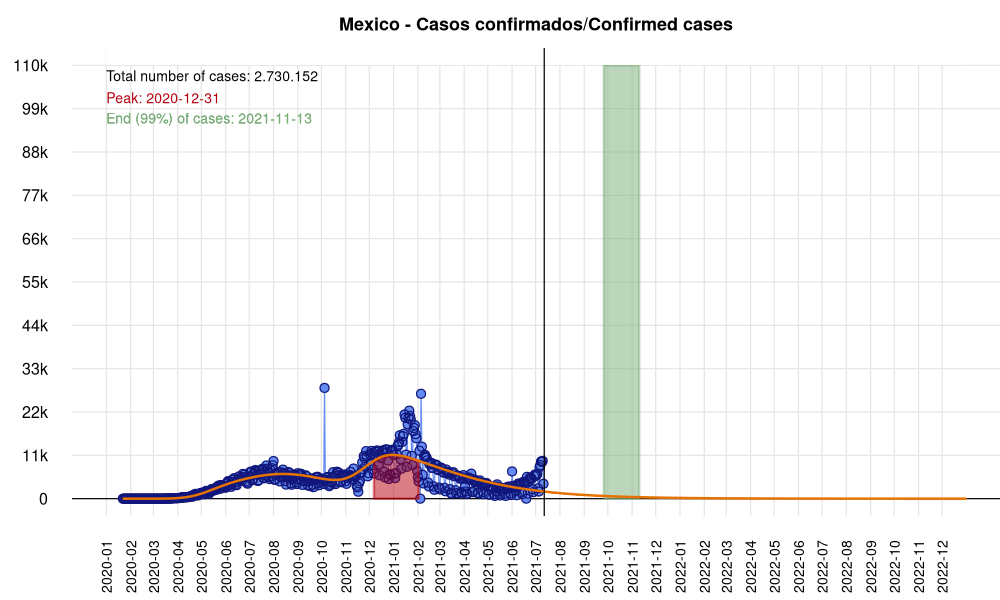 Mexico - Casos confirmados/Confirmed cases
Total number of cases: 2.730.152
Peak: 2020-12-31
End (99%) of cases: 2021-11-13
110k
99k
88k
77k
66k
55k
44k
33k
22k
11k
0
2020-01
2020-02
2020-03
2020-04
2020-05
2020-06
2020-07
2020-08
2020-09
2020-10
2020-11
2020-12
2021-01
2021-02
2021-03
2021-04
2021-05
2021-06
2021-07
2021-08
2021-09
2021-10
2021-11
2021-12
2022-01
2022-02
2022-03
2022-04
2022-05
2022-06
2022-07
2022-08
2022-09
2022-10
2022-11
2022-12